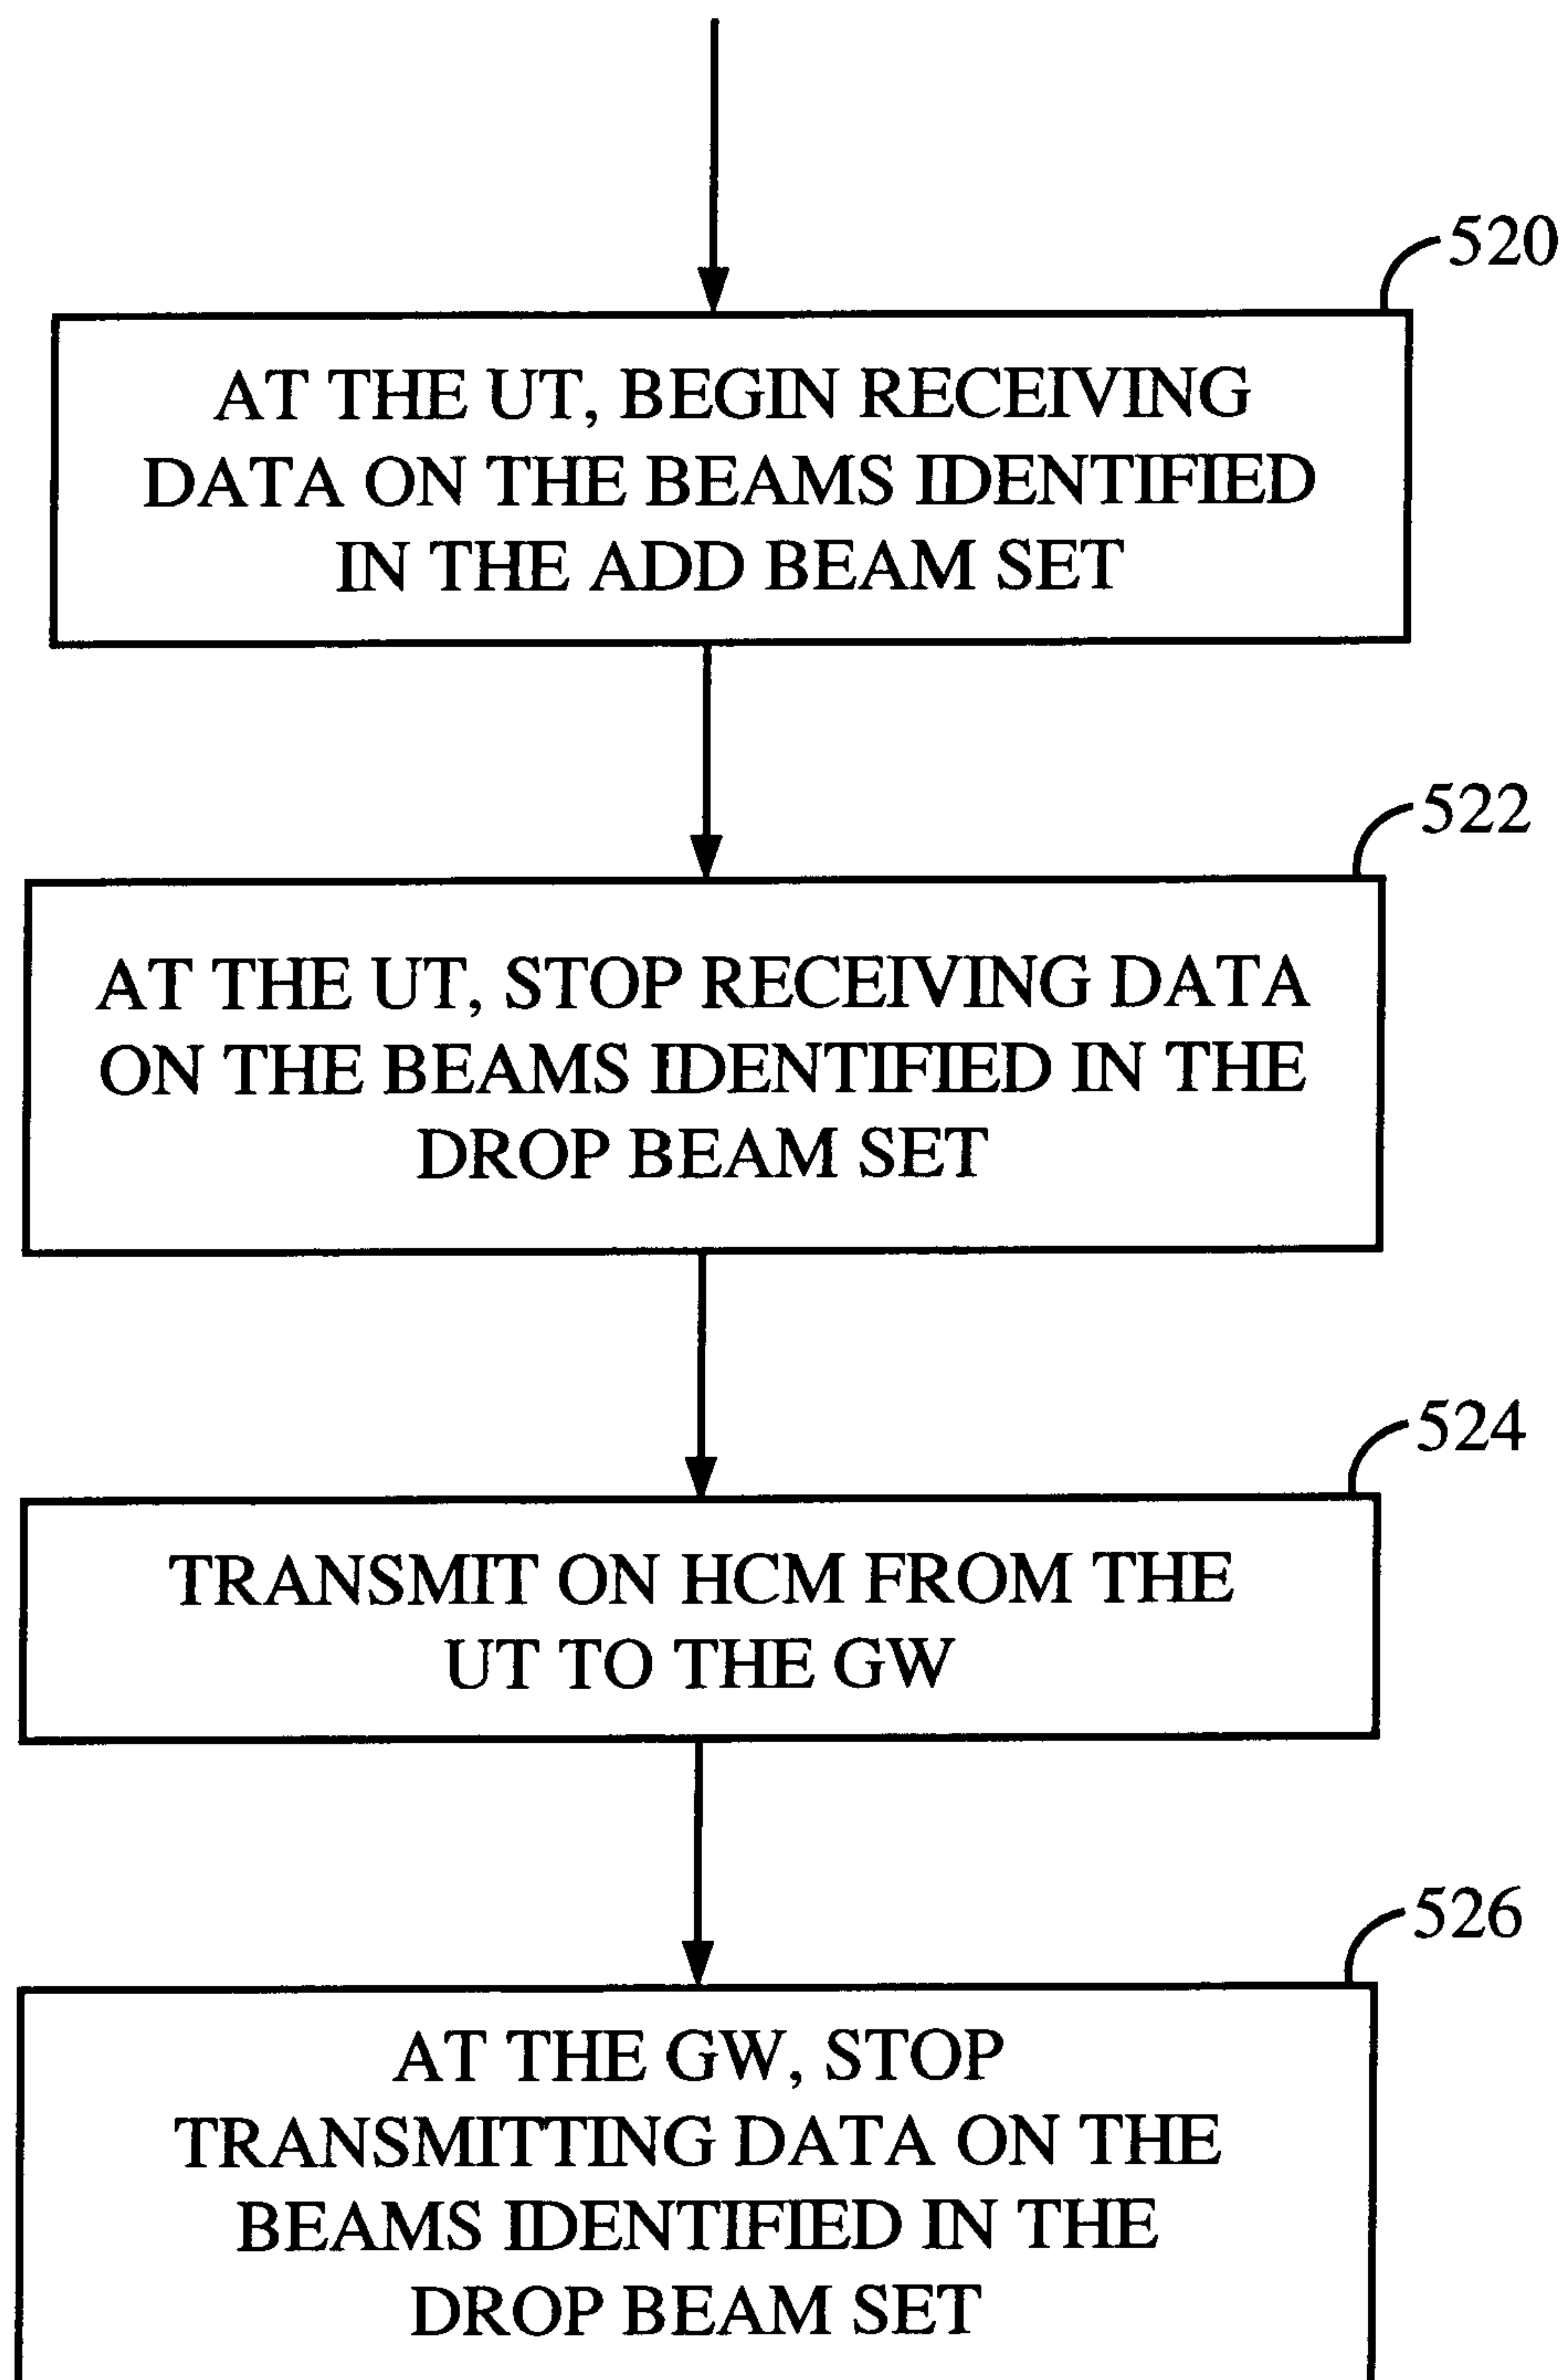 520
AT THE UT, BEGIN RECEIVING
DATA ON THE BEAMS IDENTIFIED
IN THE ADD BEAM SET
522
AT THE UT, STOP RECEIVING DATA
ON THE BEAMS IDENTIFIED IN THE
DROP BEAM SET
524
TRANSMIT ON HCM FROM THE
UT TO THE GW
526
AT THE GW, STOP
TRANSMITTING DATA ON THE
BEAMS IDENTIFIED IN THE
DROP BEAM SET